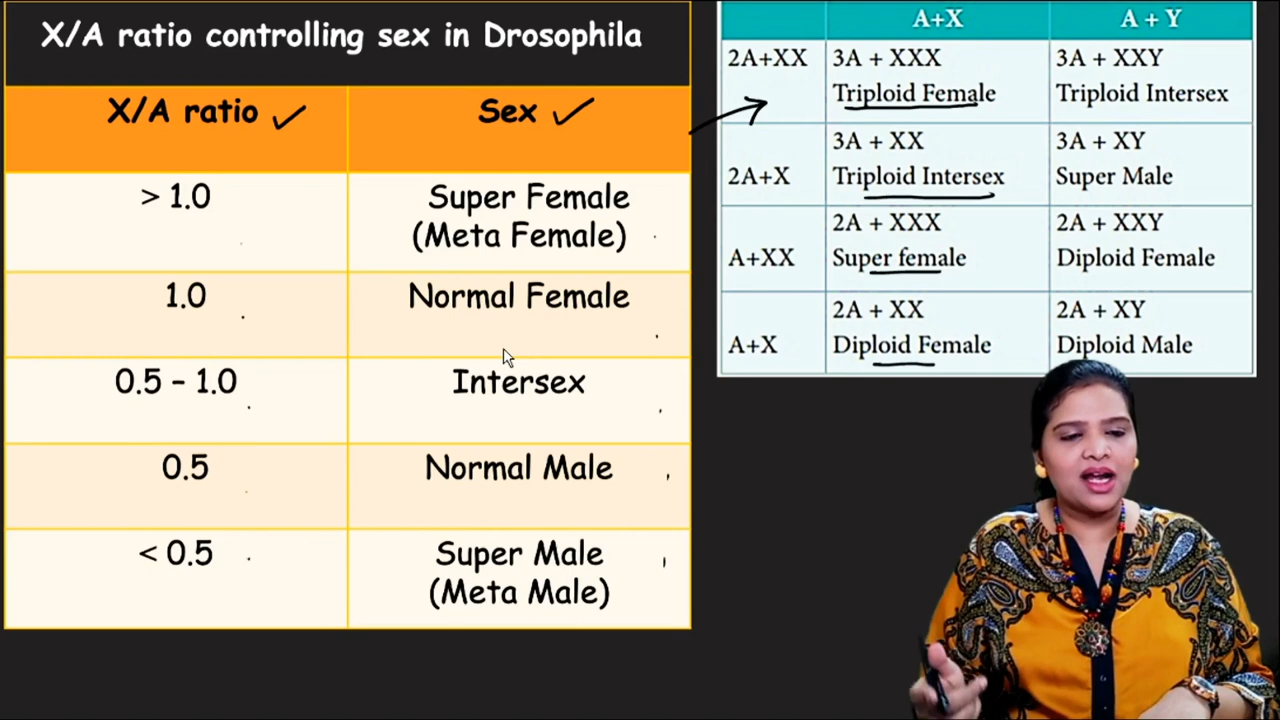 X/A ratio controlling sex in Drosophila
X/A ratio
Sex
> 1.0
Super Female
(Meta Female)
1.0
Normal Female
0.5 – 1.0
Intersex
0.5
Normal Male
< 0.5
Super Male
(Meta Male)
A+X
A + Y
2A+XX
3A + XXX
Triploid Female
3A + XXY
Triploid Intersex
2A+X
3A + XX
Triploid Intersex
3A + XY
Super Male
A+XX
2A + XXX
Super female
2A + XXY
Diploid Female
A+X
2A + XX
Diploid Female
2A + XY
Diploid Male